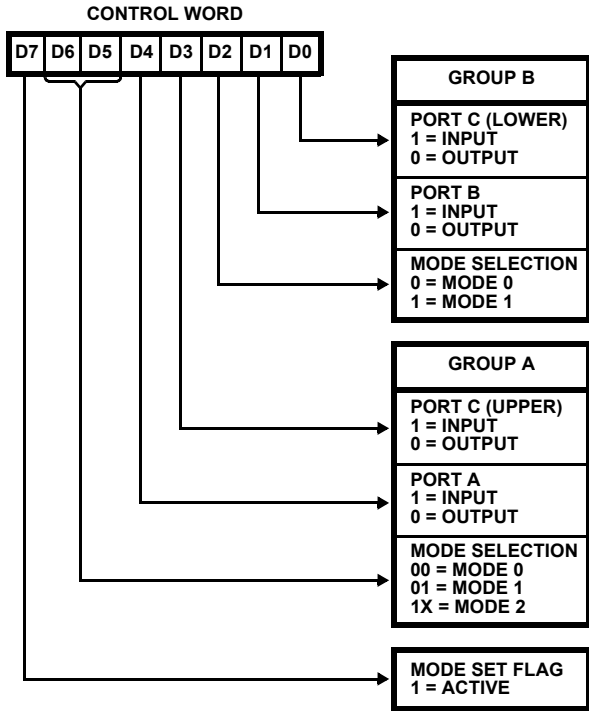 CONTROL WORD
D7 D6 D5 D4 D3 D2 D1 D0
GROUP B
PORT C (LOWER)
1 = INPUT
0 = OUTPUT
PORT B
1 = INPUT
0 = OUTPUT
MODE SELECTION
0 = MODE 0
1 = MODE 1
GROUP A
PORT C (UPPER)
1 = INPUT
0 = OUTPUT
PORT A
1 = INPUT
0 = OUTPUT
MODE SELECTION
00 = MODE 0
01 = MODE 1
1X = MODE 2
MODE SET FLAG
1 = ACTIVE